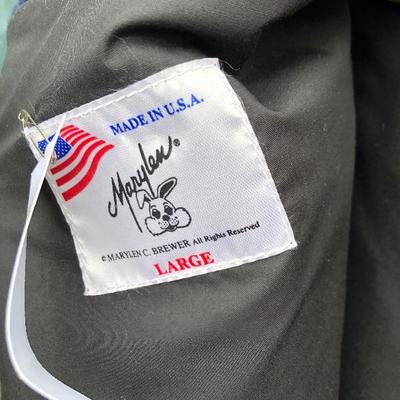 MADE IN U.S.A.
Marylen®
© MARYLEN C. BREWER All Rights Reserved
LARGE